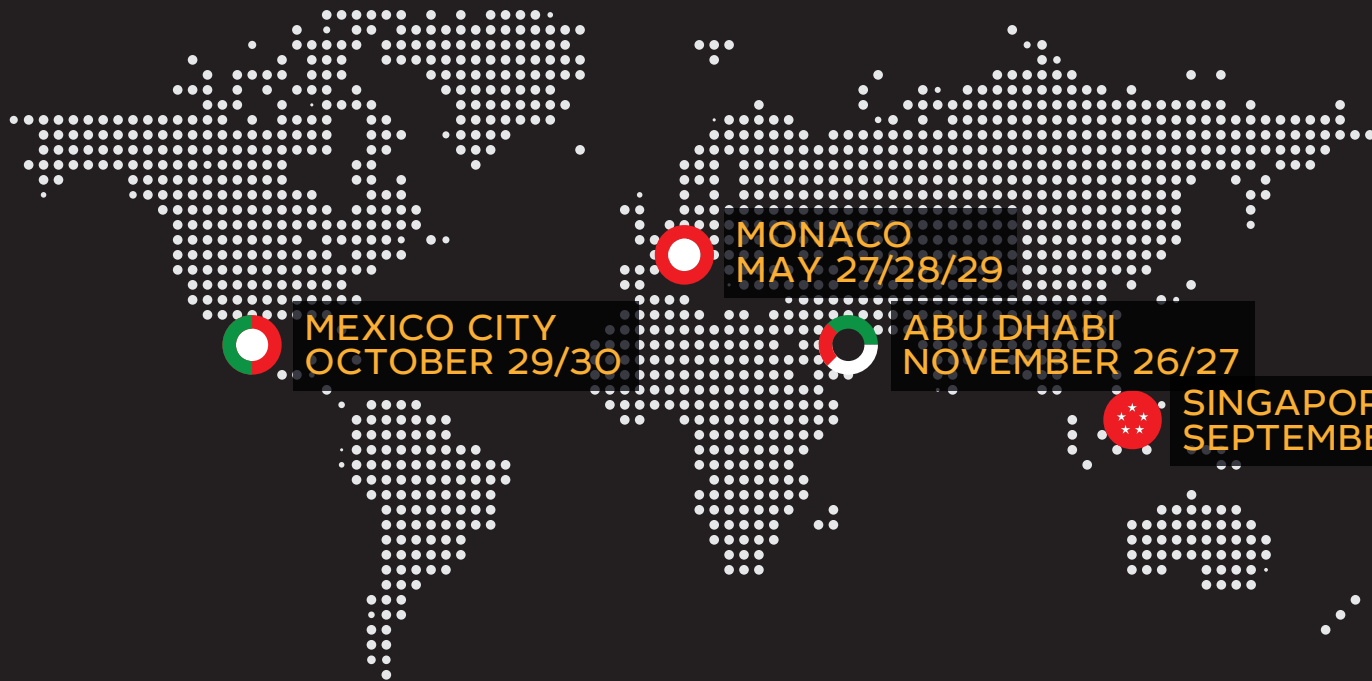 MONACO
MAY 27/28/29
MEXICO CITY
OCTOBER 29/30
ABU DHABI
NOVEMBER 26/27